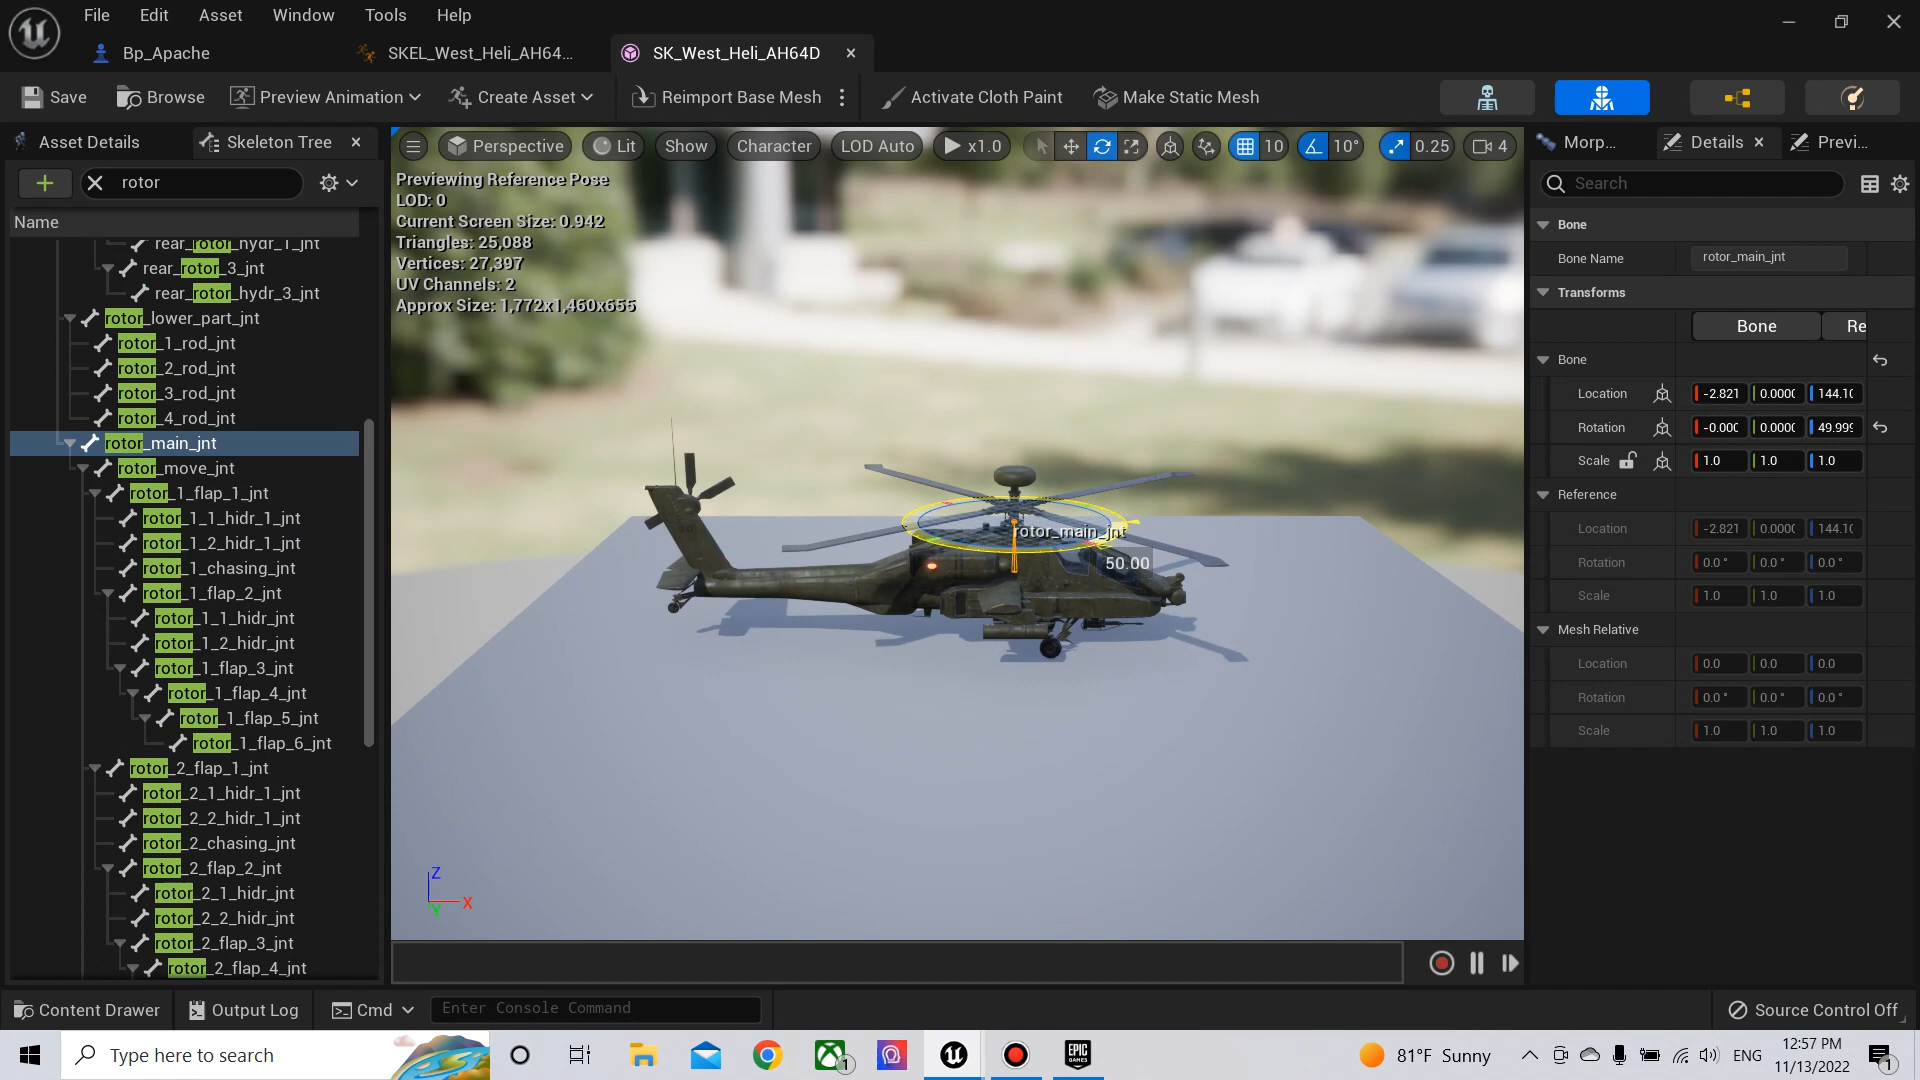 File Edit Asset Window Tools Help
Bp_Apache SKEL_West_Heli_AH64... SK_West_Heli_AH64D
Save Browse Preview Animation Create Asset Reimport Base Mesh Activate Cloth Paint Make Static Mesh
Asset Details Skeleton Tree
rotor
Name
rear_rotor_hydr_1_jnt
rear_rotor_3_jnt
rear_rotor_hydr_3_jnt
rotor_lower_part_jnt
rotor_1_rod_jnt
rotor_2_rod_jnt
rotor_3_rod_jnt
rotor_4_rod_jnt
rotor_main_jnt
rotor_move_jnt
rotor_1_flap_1_jnt
rotor_1_1_hidr_1_jnt
rotor_1_2_hidr_1_jnt
rotor_1_chasing_jnt
rotor_1_flap_2_jnt
rotor_1_1_hidr_jnt
rotor_1_2_hidr_jnt
rotor_1_flap_3_jnt
rotor_1_flap_4_jnt
rotor_1_flap_5_jnt
rotor_1_flap_6_jnt
rotor_2_flap_1_jnt
rotor_2_1_hidr_1_jnt
rotor_2_2_hidr_1_jnt
rotor_2_chasing_jnt
rotor_2_flap_2_jnt
rotor_2_1_hidr_jnt
rotor_2_2_hidr_jnt
rotor_2_flap_3_jnt
rotor_2_flap_4_jnt
Perspective Lit Show Character LOD Auto x1.0 10 10° 0.25 4
Previewing Reference Pose
LOD: 0
Current Screen Size: 0.942
Triangles: 25,088
Vertices: 27,397
UV Channels: 2
Approx Size: 1,772x1,460x655
rotor_main_jnt
50.00
Z
X
Y
Morp... Details Previ...
Search
Bone
Bone Name rotor_main_jnt
Transforms
Bone Re
Bone
Location -2.821 0.000 144.10
Rotation -0.000 0.000 49.999
Scale 1.0 1.0 1.0
Reference
Location -2.821 0.000 144.10
Rotation 0.0° 0.0° 0.0°
Scale 1.0 1.0 1.0
Mesh Relative
Location 0.0 0.0 0.0
Rotation 0.0° 0.0° 0.0°
Scale 1.0 1.0 1.0
Content Drawer Output Log Cmd Enter Console Command Source Control Off
Type here to search
EPIC GAMES
1
81°F Sunny ENG
12:57 PM
11/13/2022
1